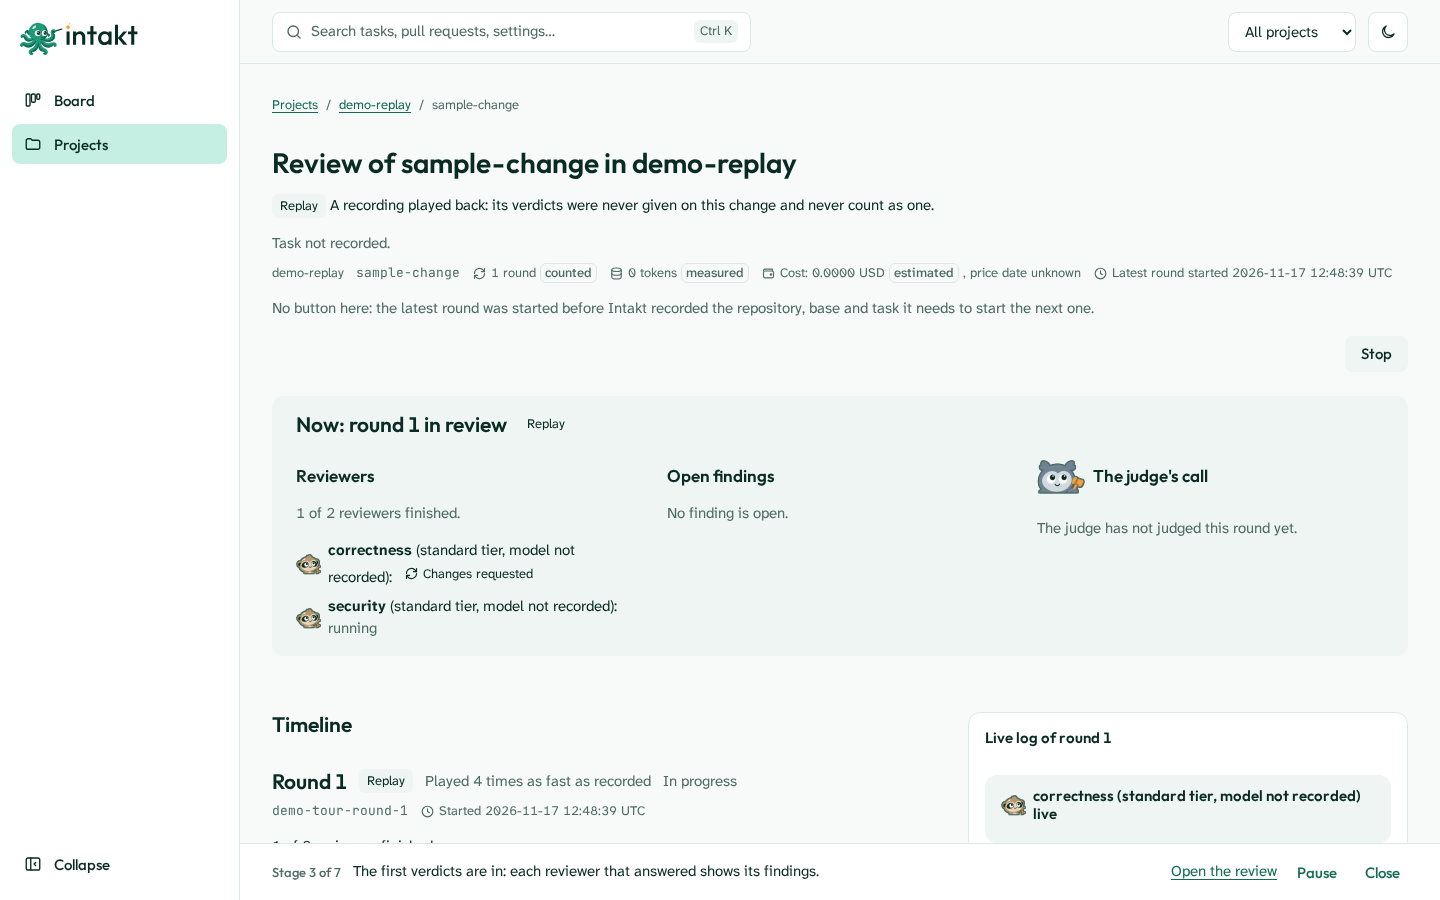 intakt
Search tasks, pull requests, settings...
Ctrl K
All projects
Board
Projects
Projects / demo-replay / sample-change
Review of sample-change in demo-replay
Replay A recording played back: its verdicts were never given on this change and never count as one.
Task not recorded.
demo-replay sample-change 1 round counted 0 tokens measured Cost: 0.0000 USD estimated , price date unknown Latest round started 2026-11-17 12:48:39 UTC
No button here: the latest round was started before Intakt recorded the repository, base and task it needs to start the next one.
Stop
Now: round 1 in review Replay
Reviewers
1 of 2 reviewers finished.
correctness (standard tier, model not
recorded): Changes requested
security (standard tier, model not recorded):
running
Open findings
No finding is open.
The judge's call
The judge has not judged this round yet.
Timeline
Round 1 Replay Played 4 times as fast as recorded In progress
demo-tour-round-1 Started 2026-11-17 12:48:39 UTC
Live log of round 1
correctness (standard tier, model not recorded)
live
Collapse
Stage 3 of 7 The first verdicts are in: each reviewer that answered shows its findings.
Open the review
Pause
Close